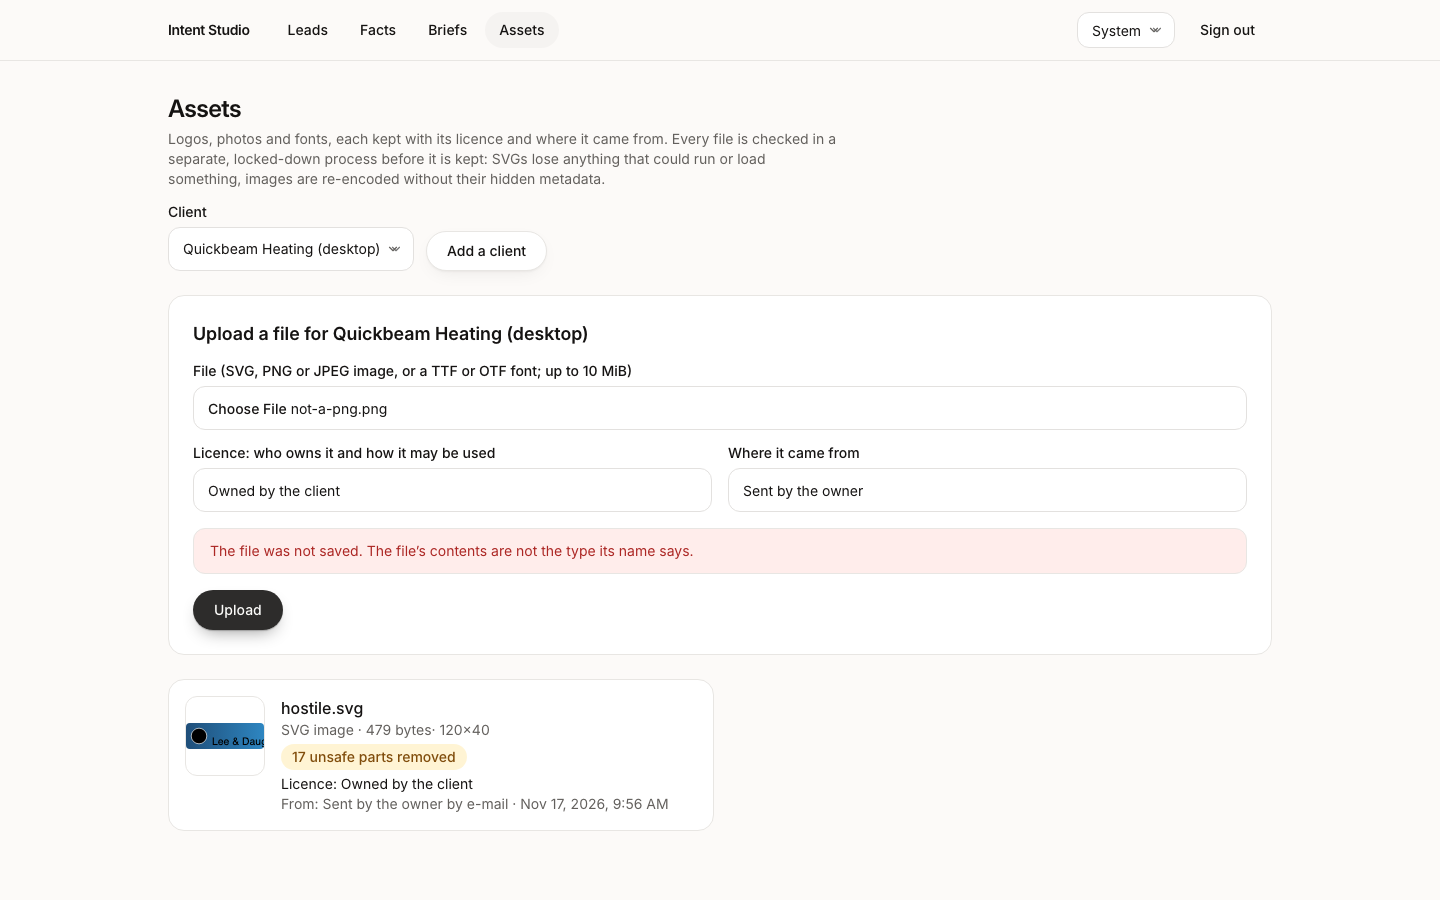 Intent Studio Leads Facts Briefs Assets System Sign out
Assets
Logos, photos and fonts, each kept with its licence and where it came from. Every file is checked in a
separate, locked-down process before it is kept: SVGs lose anything that could run or load
something, images are re-encoded without their hidden metadata.
Client
Quickbeam Heating (desktop) Add a client
Upload a file for Quickbeam Heating (desktop)
File (SVG, PNG or JPEG image, or a TTF or OTF font; up to 10 MiB)
Choose File not-a-png.png
Licence: who owns it and how it may be used
Where it came from
Owned by the client
Sent by the owner
The file was not saved. The file’s contents are not the type its name says.
Upload
Lee & Daug
hostile.svg
SVG image · 479 bytes· 120×40
17 unsafe parts removed
Licence: Owned by the client
From: Sent by the owner by e-mail · Nov 17, 2026, 9:56 AM